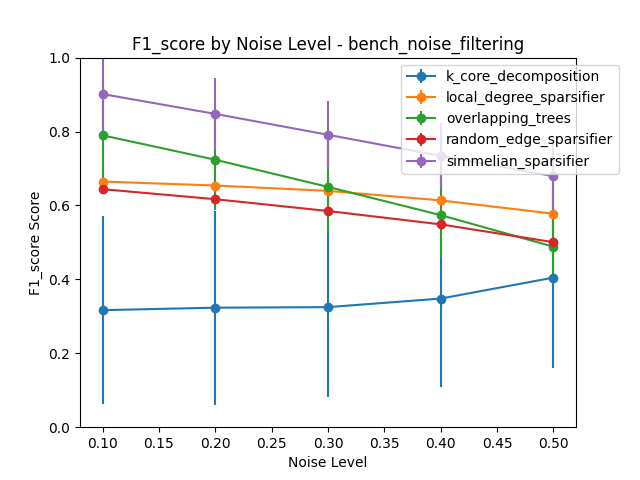 F1_score by Noise Level - bench_noise_filtering
k_core_decomposition
local_degree_sparsifier
overlapping_trees
random_edge_sparsifier
simmelian_sparsifier
F1_score Score
1.0
0.8
0.6
0.4
0.2
0.0
0.10 0.15 0.20 0.25 0.30 0.35 0.40 0.45 0.50
Noise Level